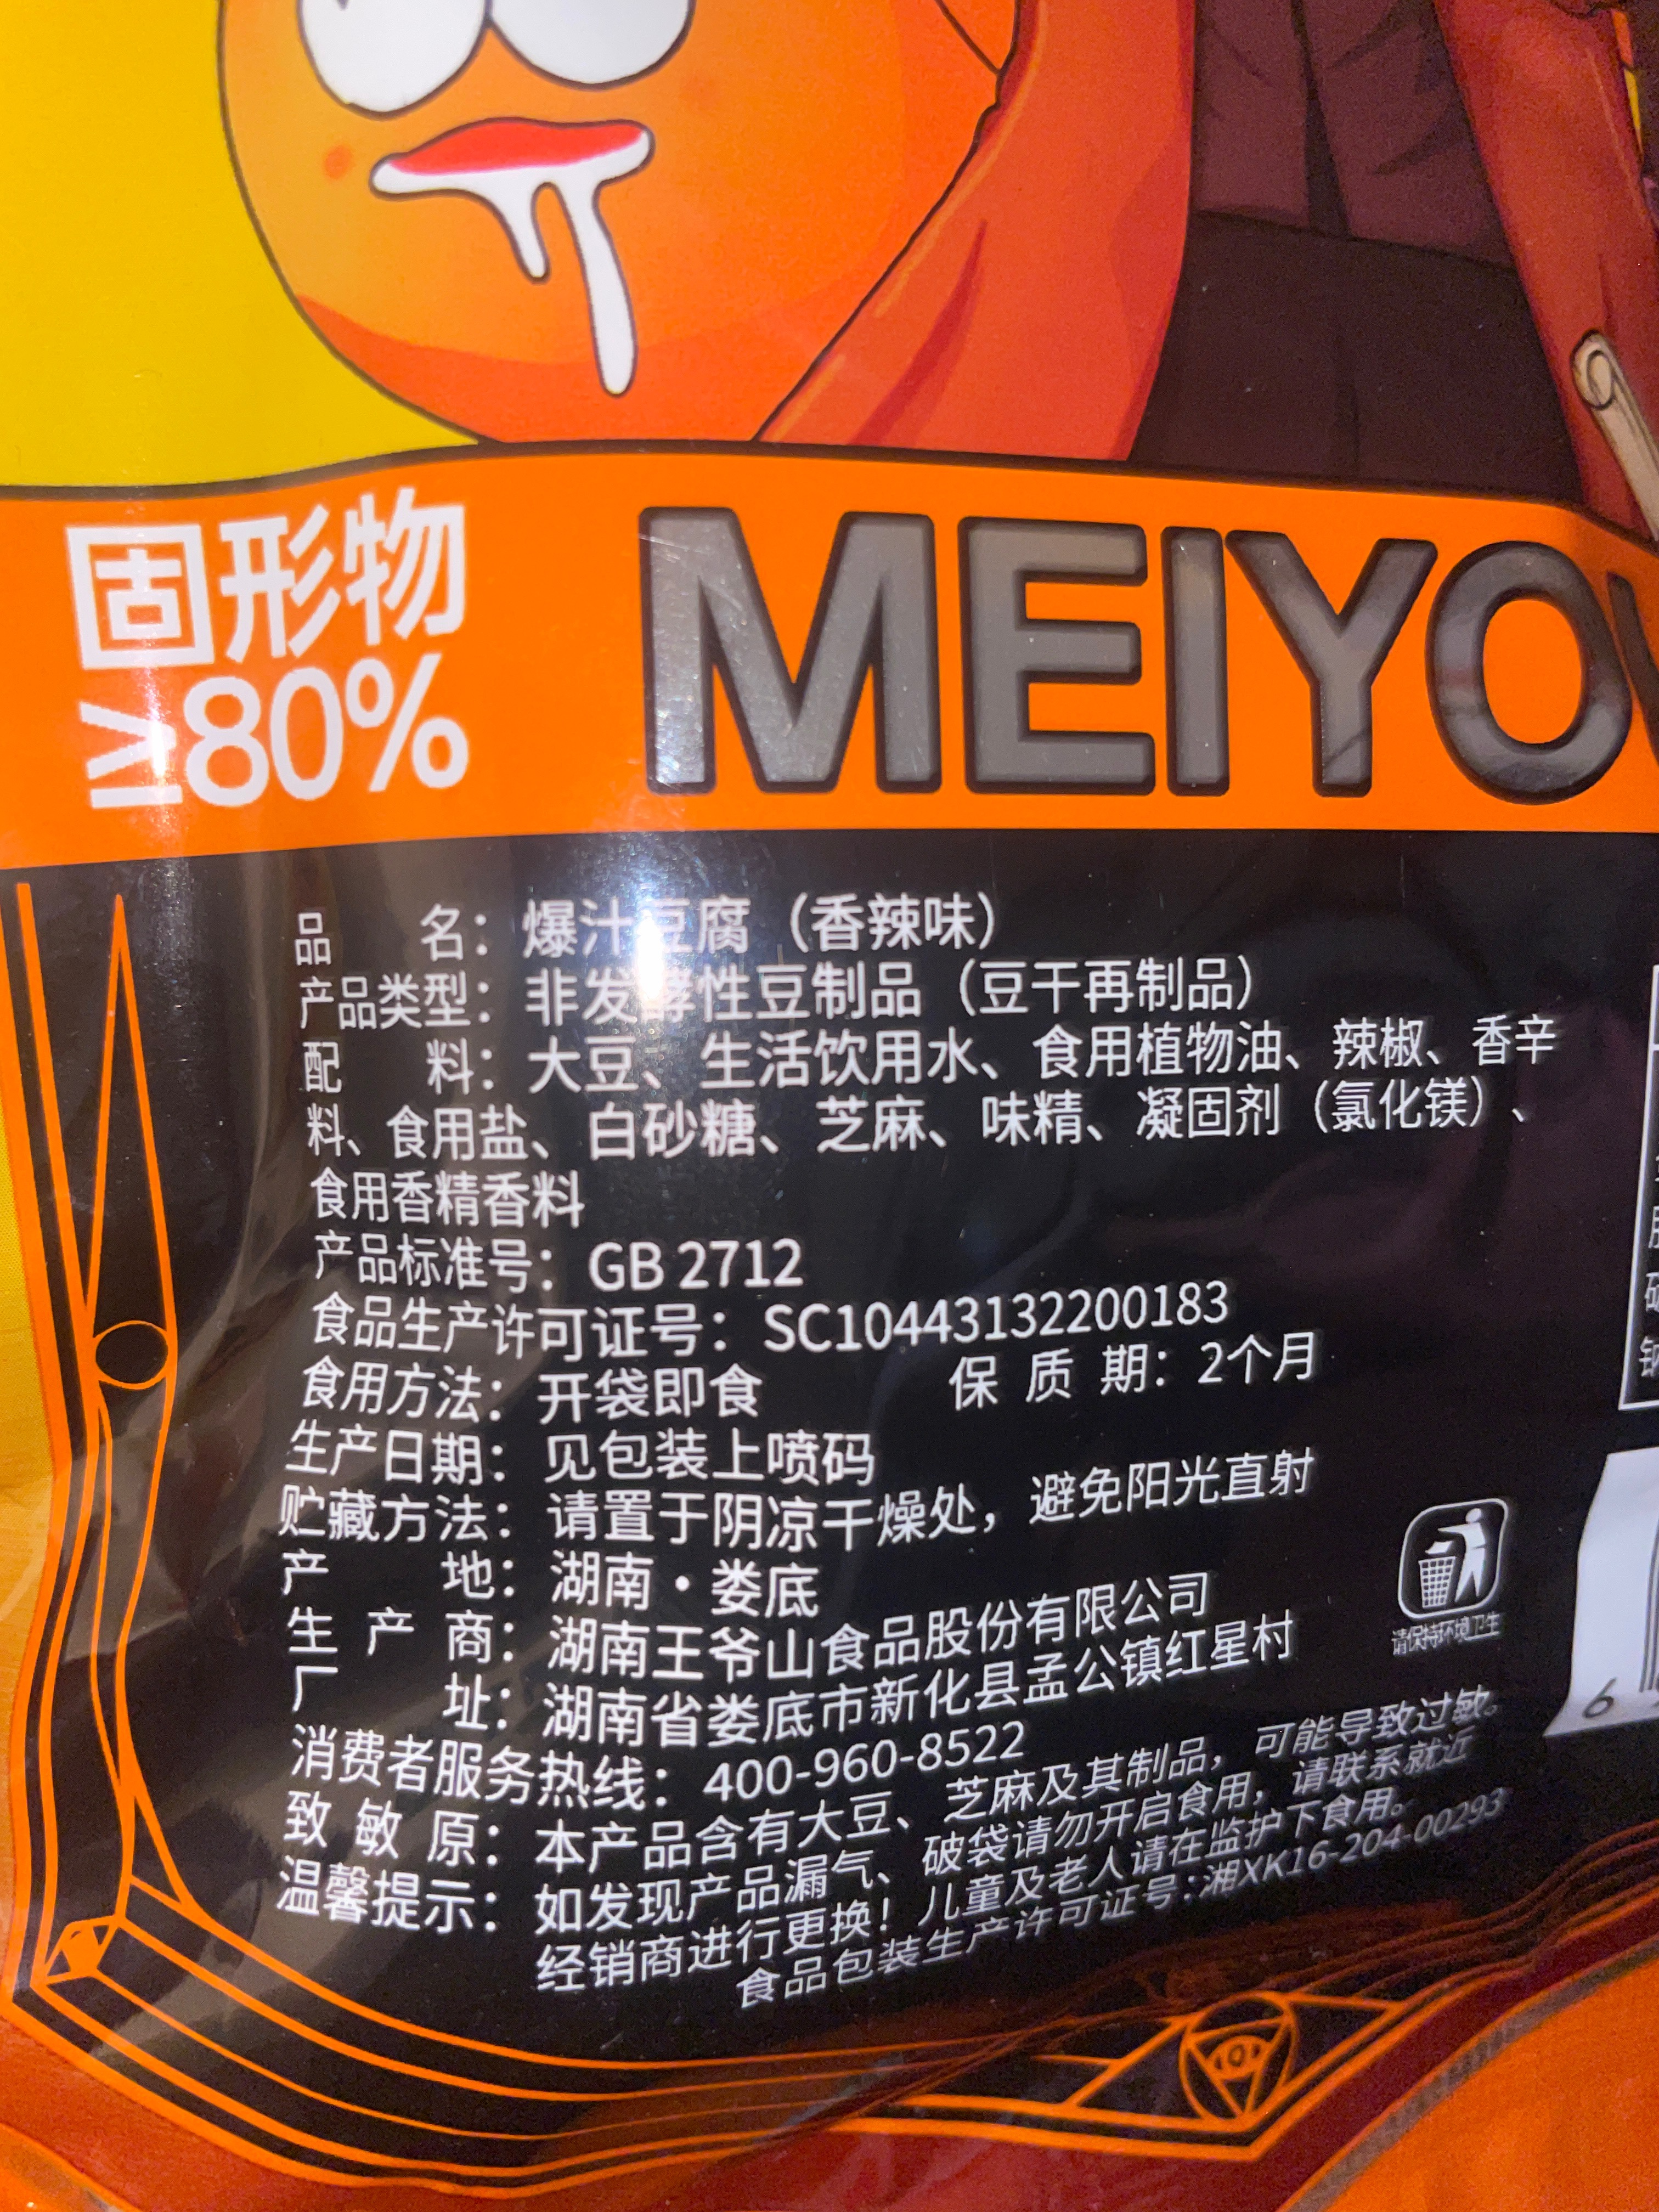 固形物
≥80%
MEIYO
品 名：爆汁豆腐（香辣味）
产品类型：非发酵性豆制品（豆干再制品）
配 料：大豆、生活饮用水、食用植物油、辣椒、香辛
料、食用盐、白砂糖、芝麻、味精、凝固剂（氯化镁）、
食用香精香料
产品标准号：GB 2712
食品生产许可证号：SC10443132200183
食用方法：开袋即食 保 质 期：2个月
生产日期：见包装上喷码
贮藏方法：请置于阴凉干燥处，避免阳光直射
产 地：湖南·娄底
生 产 商：湖南王爷山食品股份有限公司
厂 址：湖南省娄底市新化县孟公镇红星村
消费者服务热线：400-960-8522
致 敏 原：本产品含有大豆、芝麻及其制品，可能导致过敏。
温馨提示：如发现产品漏气、破袋请勿开启食用，请联系就近
经销商进行更换！儿童及老人请在监护下食用。
食品包装生产许可证号：湘XK16-204-00293
请保持环境卫生
6